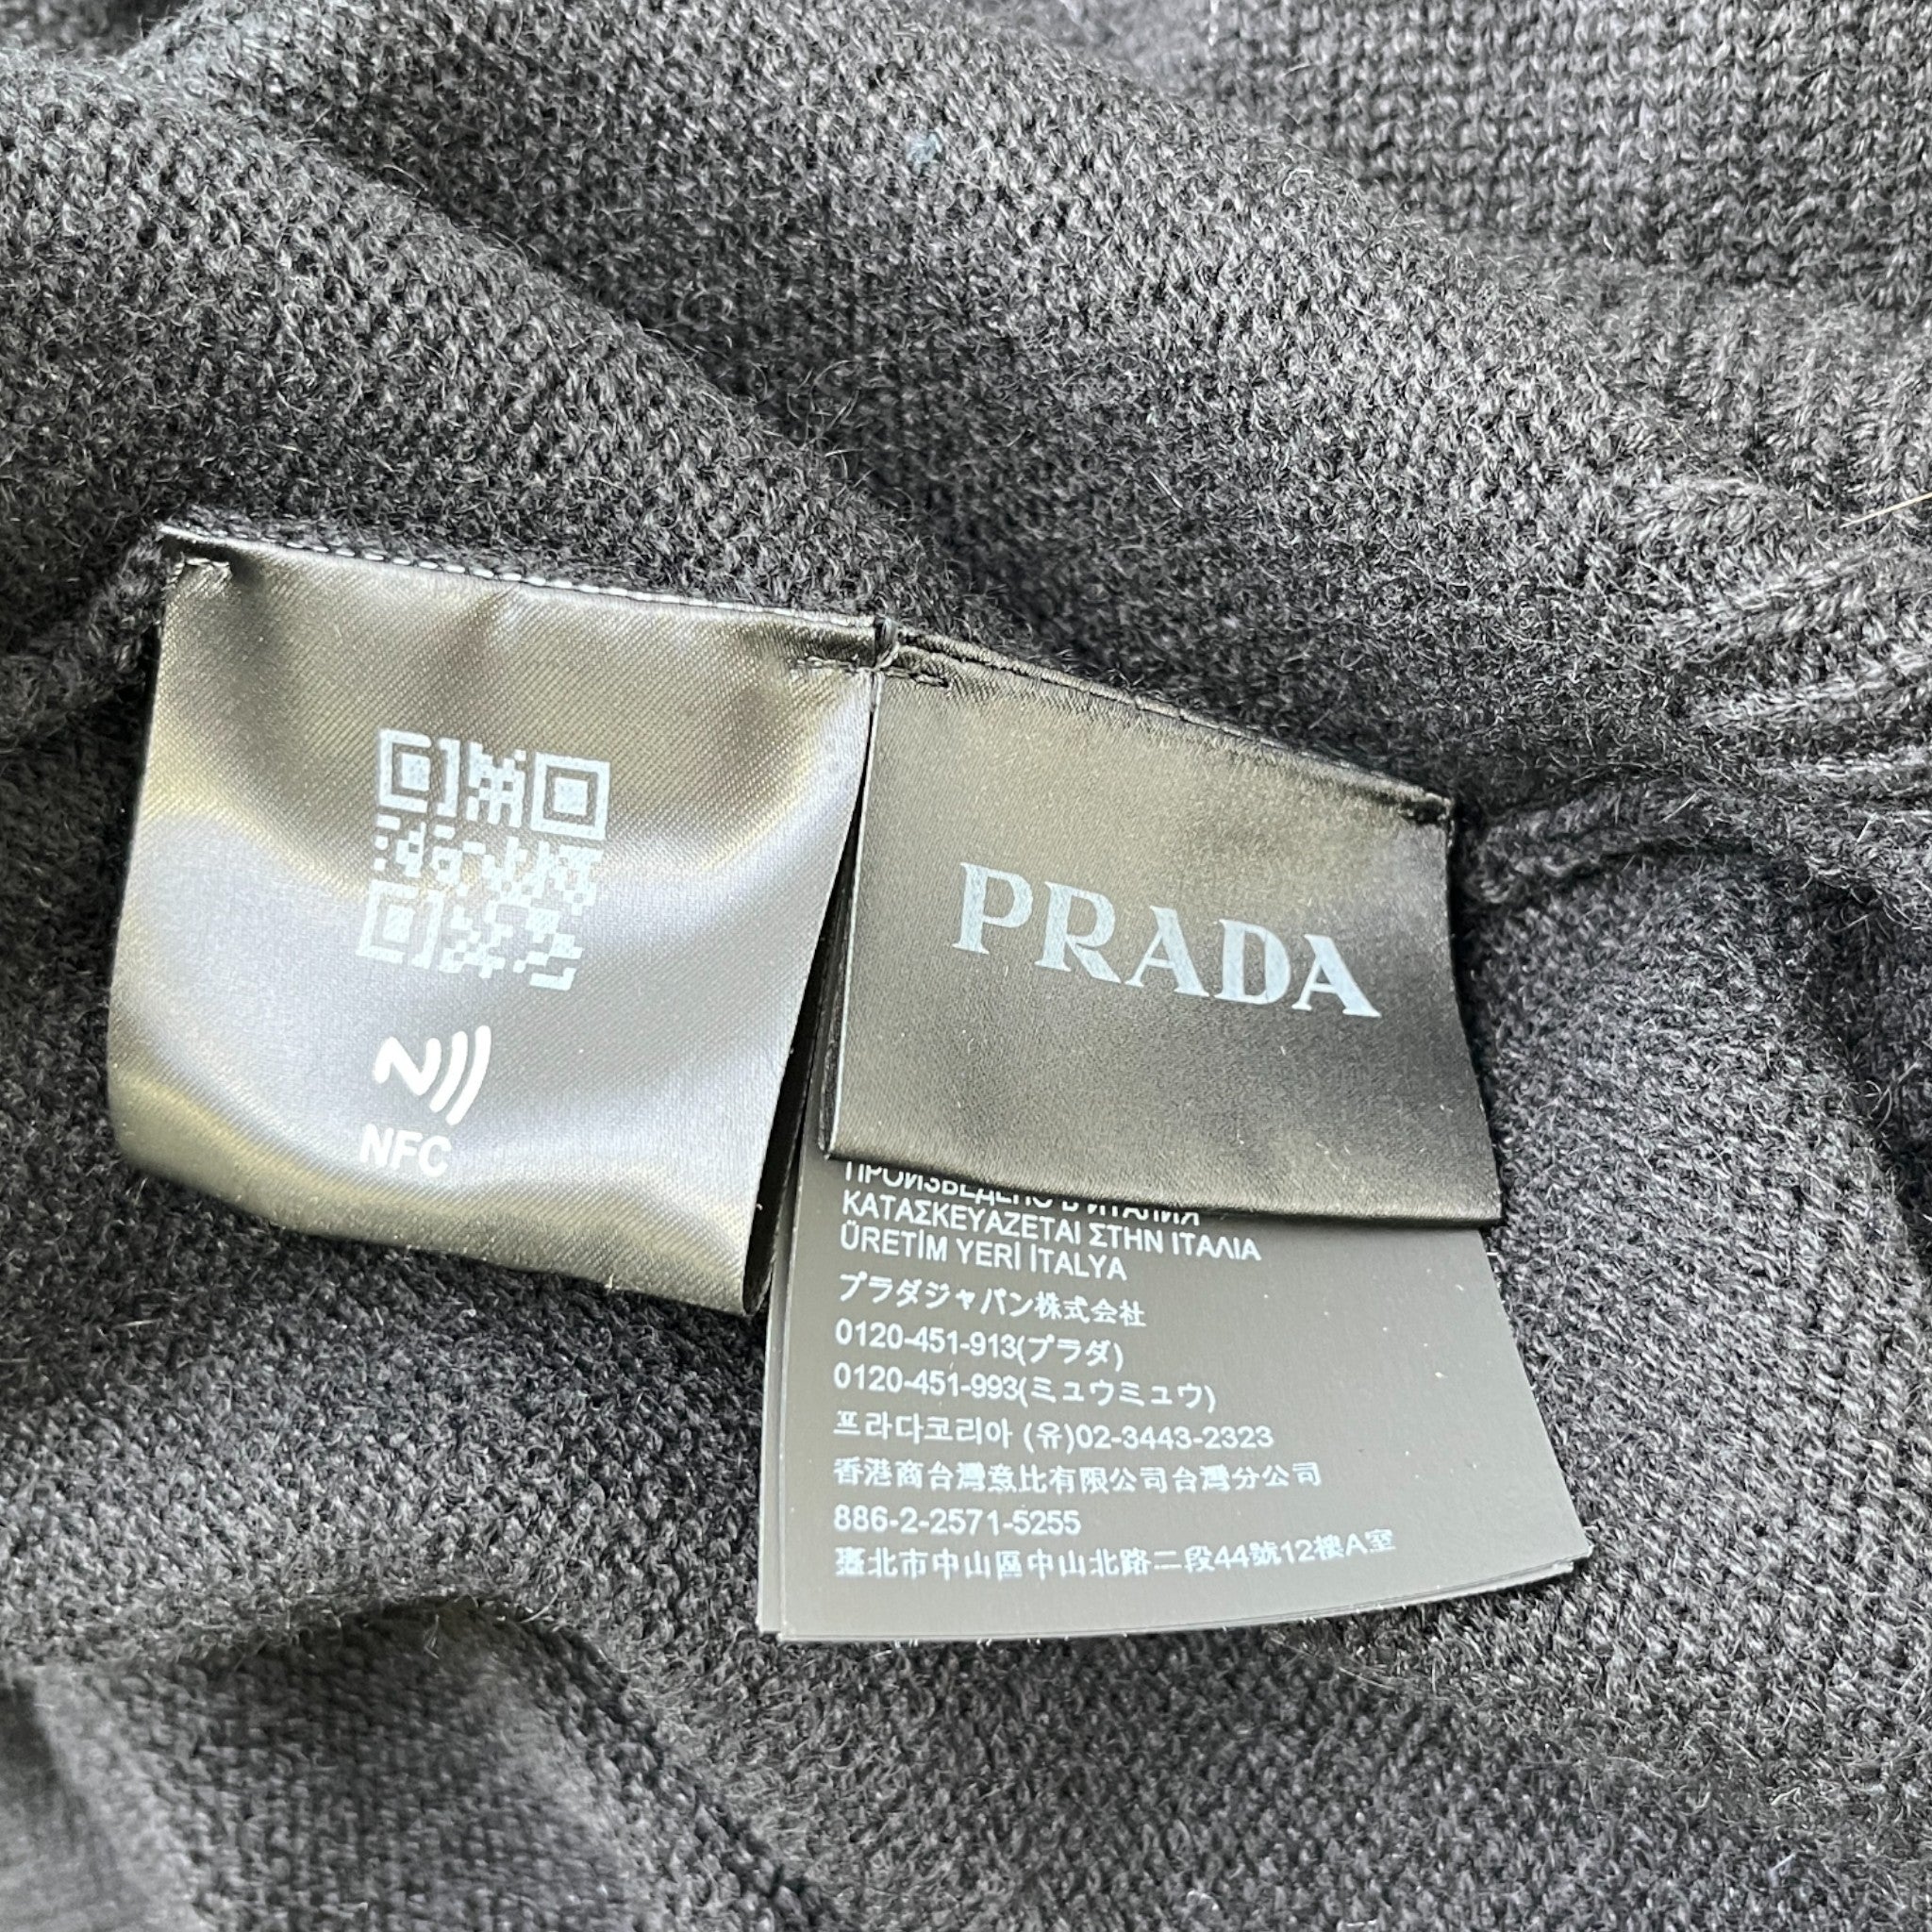 NFC
PRADA
ПРОИЗВЕДЕНО В ИТАЛИЯ
ΚΑΤΑΣΚΕΥΑΖΕΤΑΙ ΣΤΗΝ ΙΤΑΛΙΑ
ÜRETİM YERİ İTALYA
プラダジャパン株式会社
0120-451-913(プラダ)
0120-451-993(ミュウミュウ)
프라다코리아 (유)02-3443-2323
香港商台灣意比有限公司台灣分公司
886-2-2571-5255
臺北市中山區中山北路二段44號12樓A室